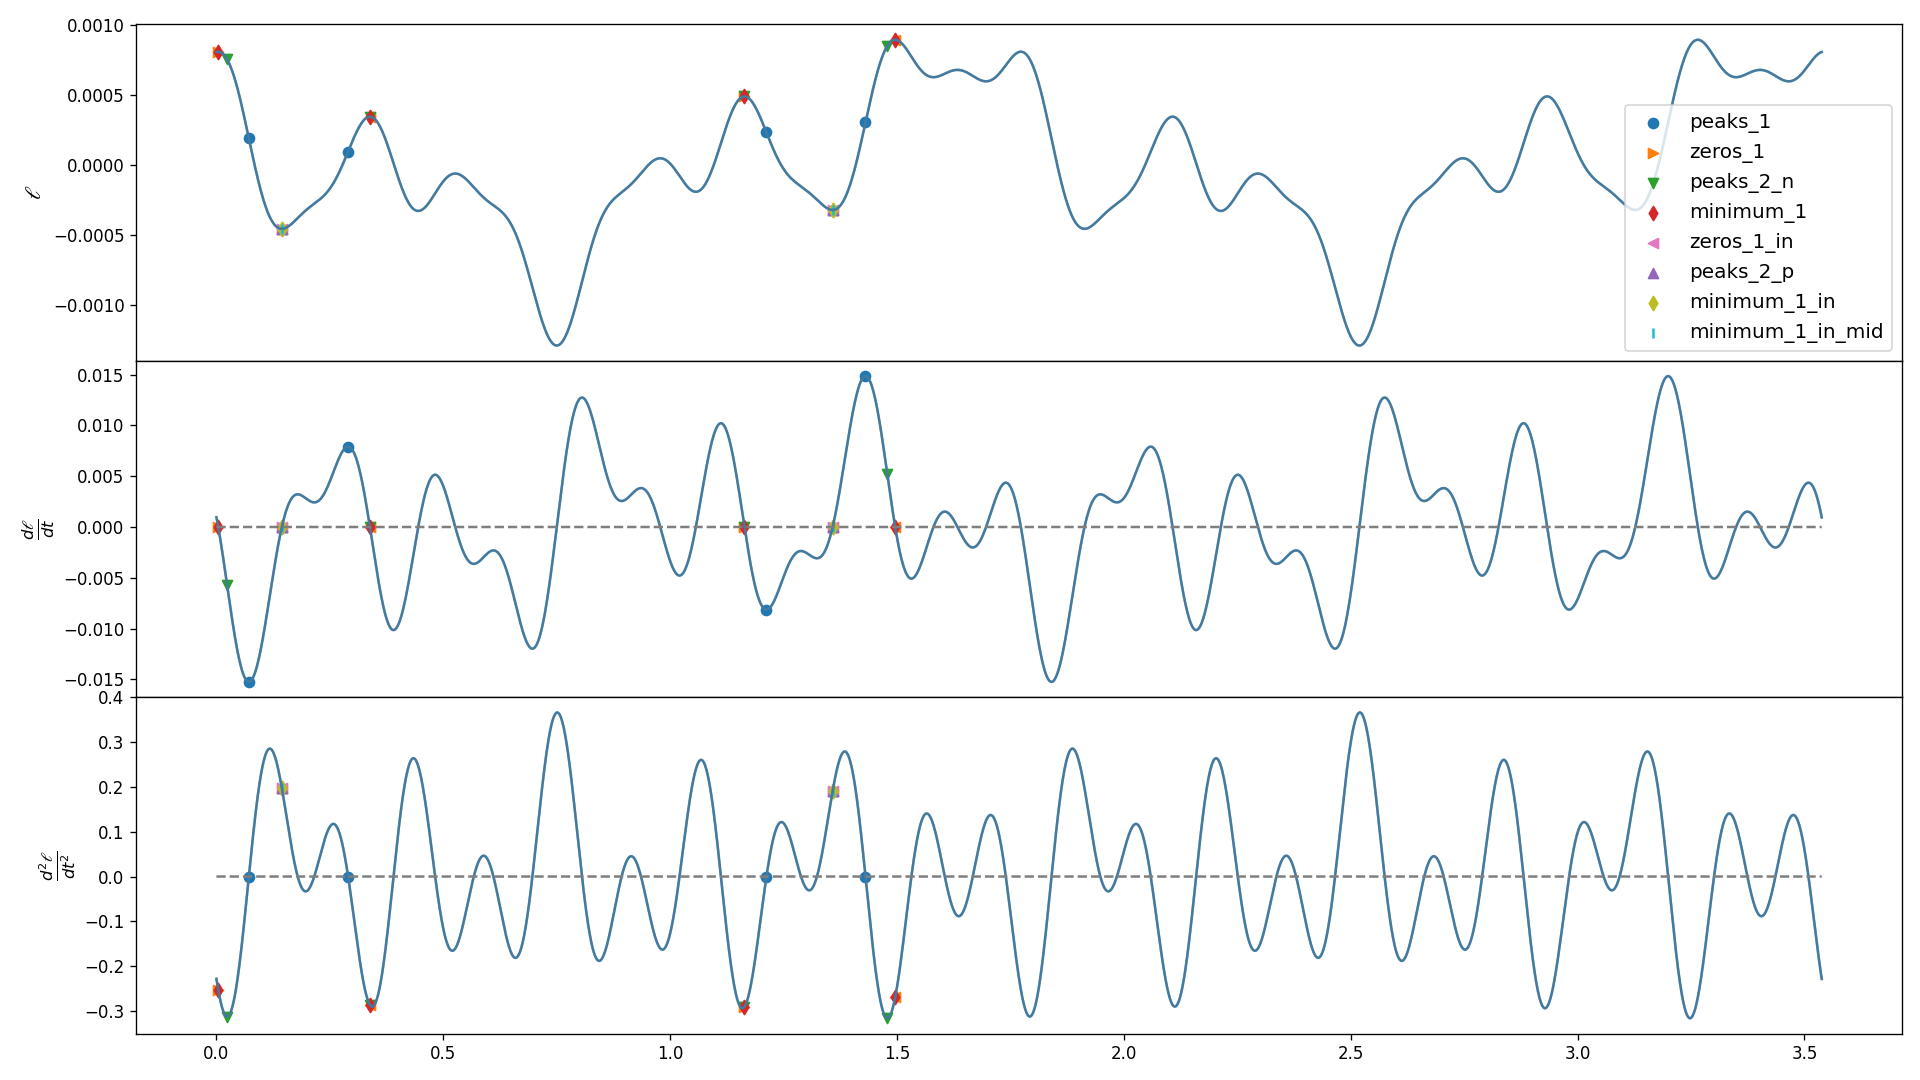 0.0010
0.0005
0.0000
−0.0005
−0.0010
ℓ
peaks_1
zeros_1
peaks_2_n
minimum_1
zeros_1_in
peaks_2_p
minimum_1_in
minimum_1_in_mid
0.015
0.010
0.005
0.000
−0.005
−0.010
−0.015
dℓ
dt
0.4
0.3
0.2
0.1
0.0
−0.1
−0.2
−0.3
d²ℓ
dt²
0.0 0.5 1.0 1.5 2.0 2.5 3.0 3.5